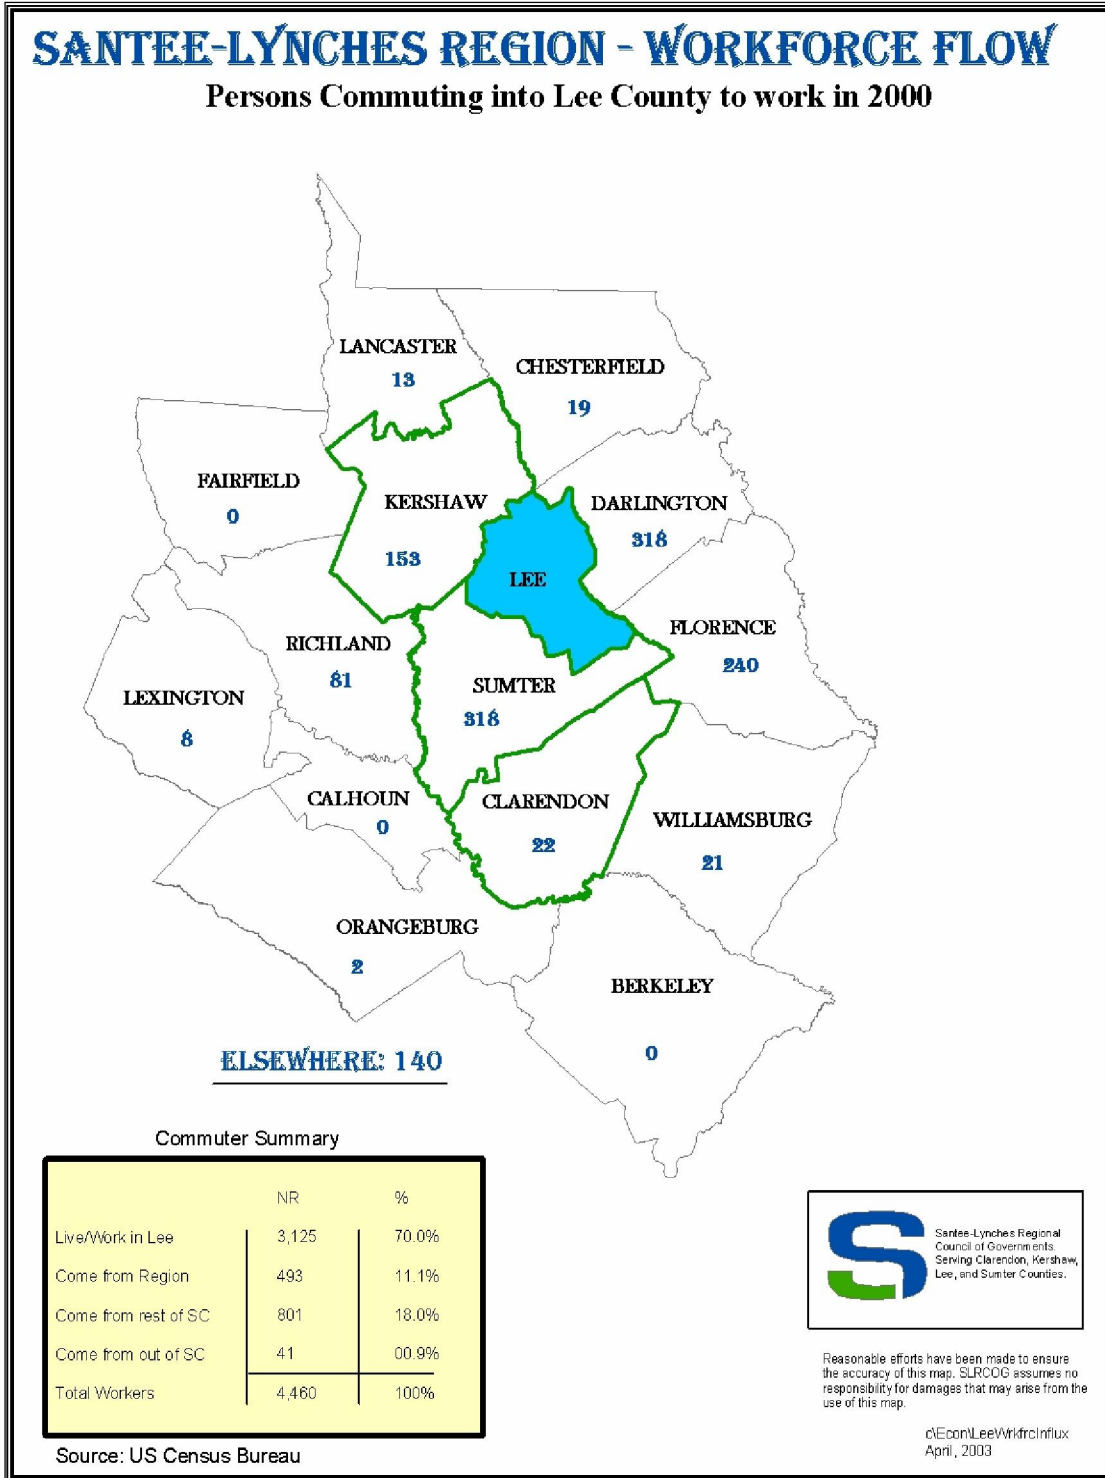 SANTEE-LYNCHES REGION - WORKFORCE FLOW
Persons Commuting into Lee County to work in 2000
LANCASTER
13
CHESTERFIELD
19
FAIRFIELD
0
KERSHAW
153
DARLINGTON
318
LEE
FLORENCE
240
RICHLAND
81
LEXINGTON
8
SUMTER
318
CALHOUN
0
CLARENDON
22
WILLIAMSBURG
21
ORANGEBURG
2
BERKELEY
0
ELSEWHERE: 140
Commuter Summary
NR %
Live/Work in Lee 3,125 70.0%
Come from Region 493 11.1%
Come from rest of SC 801 18.0%
Come from out of SC 41 00.9%
Total Workers 4,460 100%
Source: US Census Bureau
Santee-Lynches Regional
Council of Governments.
Serving Clarendon, Kershaw,
Lee, and Sumter Counties.
Reasonable efforts have been made to ensure
the accuracy of this map. SLRCOG assumes no
responsibility for damages that may arise from the
use of this map.
c\Econ\LeeWrkfrcInflux
April, 2003